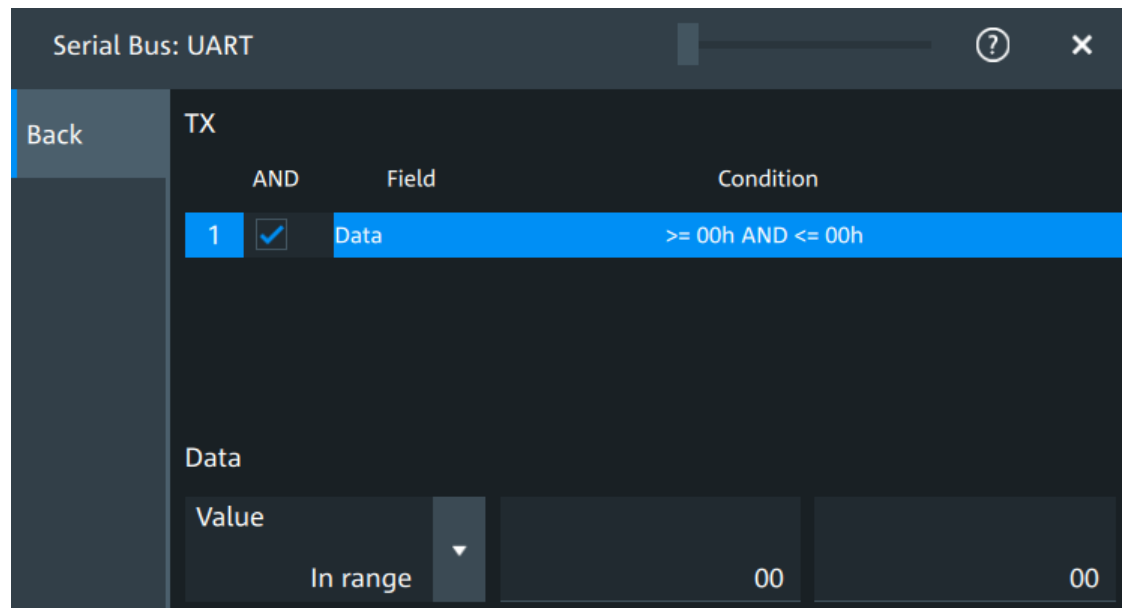 Serial Bus: UART ?
Back TX
AND Field Condition
1 Data >= 00h AND <= 00h
Data
Value
In range 00 00